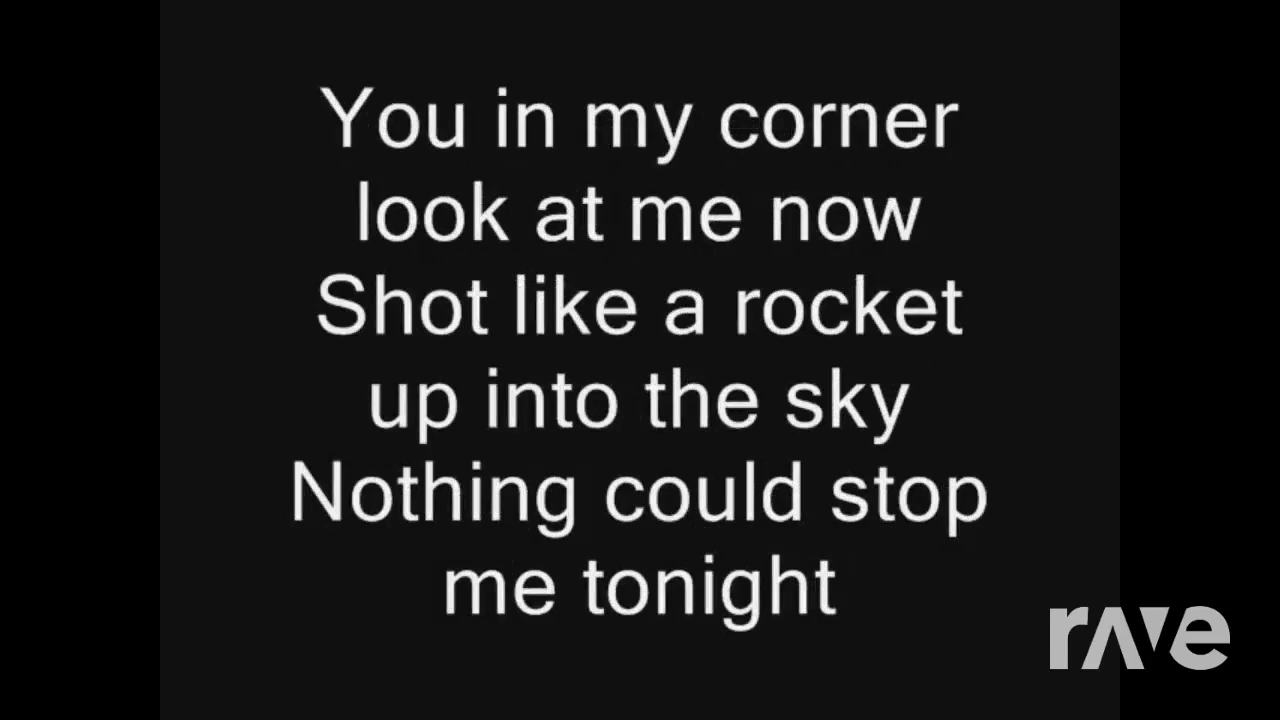 You in my corner
look at me now
Shot like a rocket
up into the sky
Nothing could stop
me tonight
rave